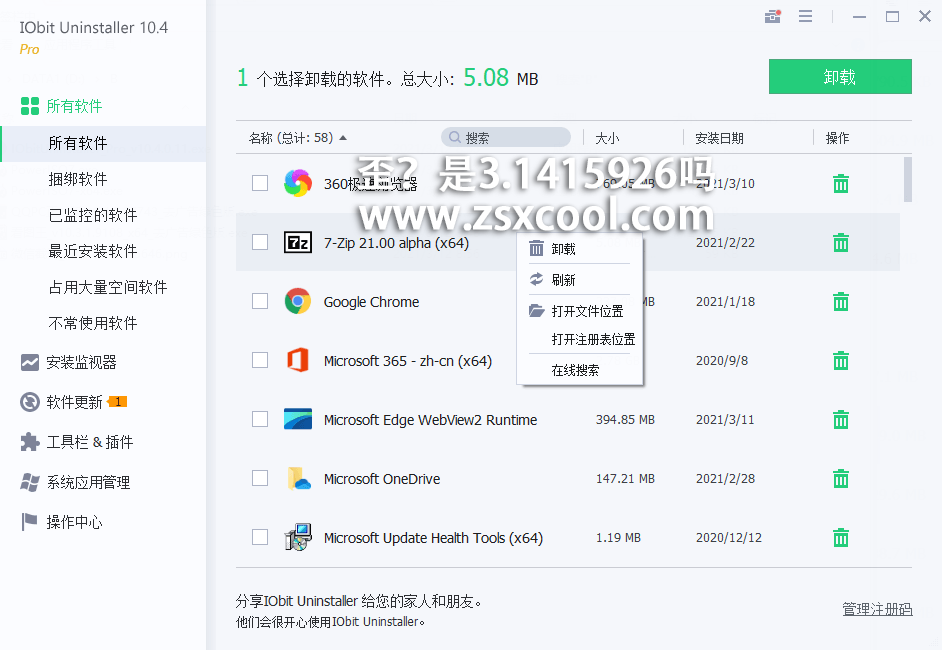 IObit Uninstaller 10.4
Pro
所有软件
所有软件
捆绑软件
已监控的软件
最近安装软件
占用大量空间软件
不常使用软件
安装监视器
软件更新 1
工具栏 & 插件
系统应用管理
操作中心
1 个选择卸载的软件。总大小: 5.08 MB
卸载
名称 (总计: 58) 搜索 大小 安装日期 操作
360极速浏览器 2021/3/10
否？是3.1415926吗
www.zsxcool.com
7-Zip 21.00 alpha (x64) 2021/2/22
卸载
刷新
打开文件位置
打开注册表位置
在线搜索
Google Chrome MB 2021/1/18
Microsoft 365 - zh-cn (x64) 2020/9/8
Microsoft Edge WebView2 Runtime 394.85 MB 2021/3/11
Microsoft OneDrive 147.21 MB 2021/2/28
7z
Microsoft Update Health Tools (x64) 1.19 MB 2020/12/12
分享IObit Uninstaller 给您的家人和朋友。
他们会很开心使用IObit Uninstaller。
管理注册码